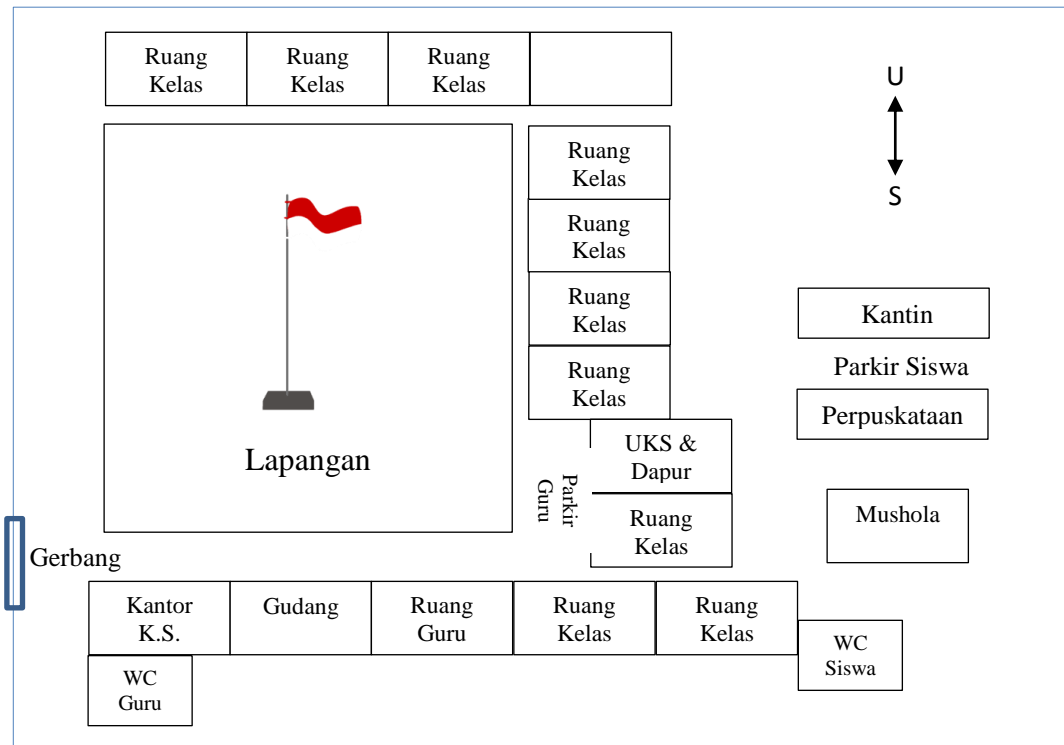 Ruang
Kelas
Ruang
Kelas
Ruang
Kelas
U
S
Ruang
Kelas
Ruang
Kelas
Ruang
Kelas
Ruang
Kelas
Kantin
Parkir Siswa
Perpuskataan
Lapangan
UKS &
Dapur
Parkir
Guru
Ruang
Kelas
Mushola
Gerbang
Kantor
K.S.
Gudang
Ruang
Guru
Ruang
Kelas
Ruang
Kelas
WC
Siswa
WC
Guru